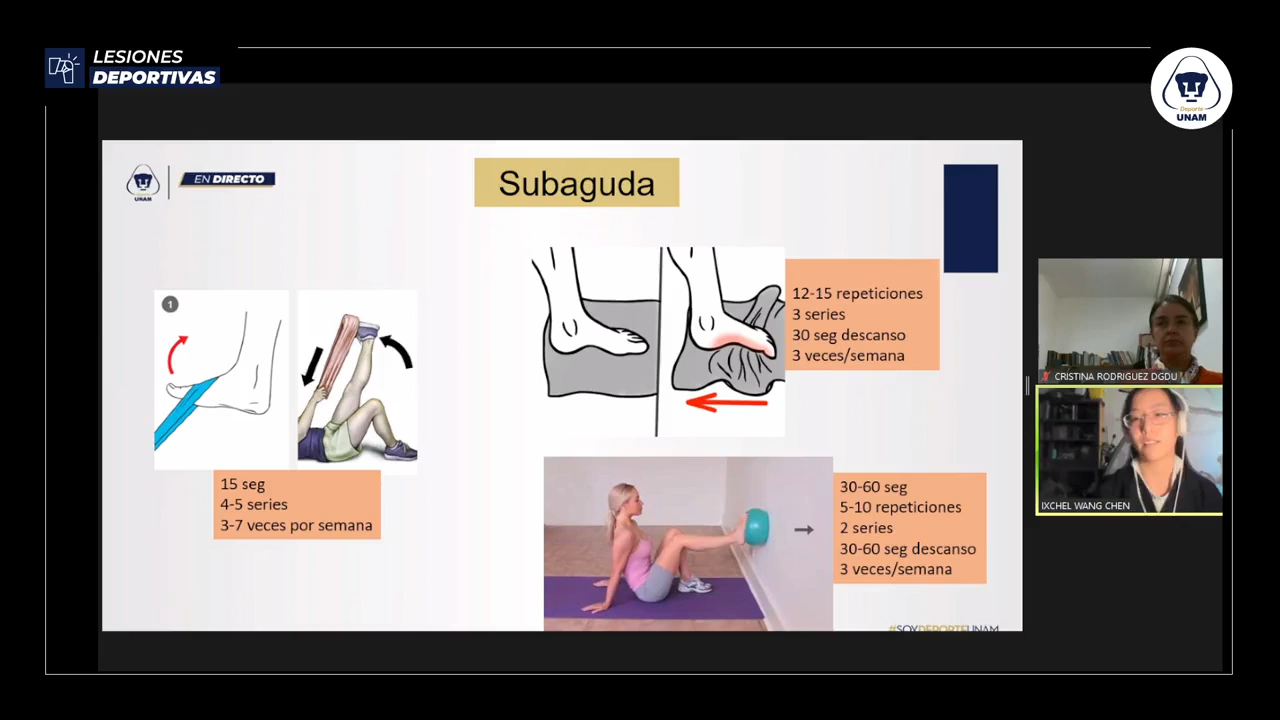 LESIONES
DEPORTIVAS
Deporte
UNAM
UNAM
EN DIRECTO
Subaguda
1
12-15 repeticiones
3 series
30 seg descanso
3 veces/semana
15 seg
4-5 series
3-7 veces por semana
30-60 seg
5-10 repeticiones
2 series
30-60 seg descanso
3 veces/semana
#SOYDEPORTEUNAM
CRISTINA RODRIGUEZ DGDU
IXCHEL WANG CHEN